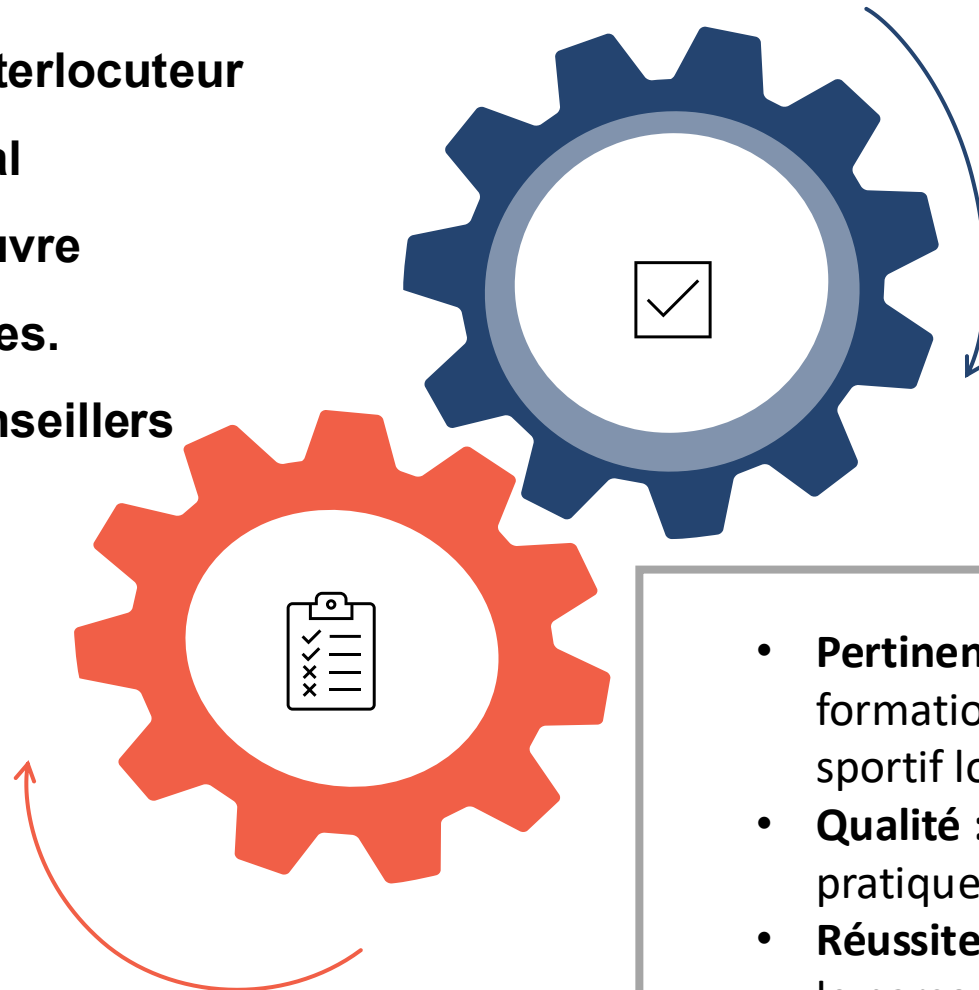 terlocuteur
al
uvre
es.
nseillers
• Pertinen
formatio
sportif lo
• Qualité :
pratique
• Réussite